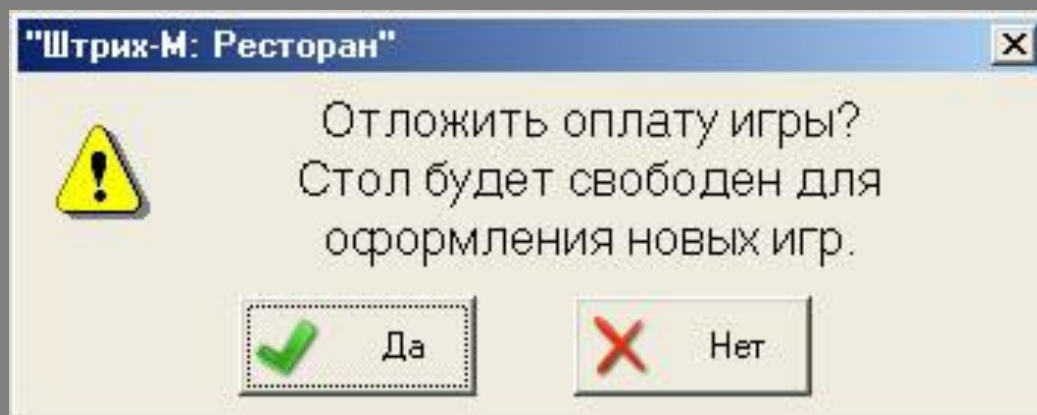 "Штрих-М: Ресторан"
Отложить оплату игры?
Стол будет свободен для
оформления новых игр.
Да
Нет